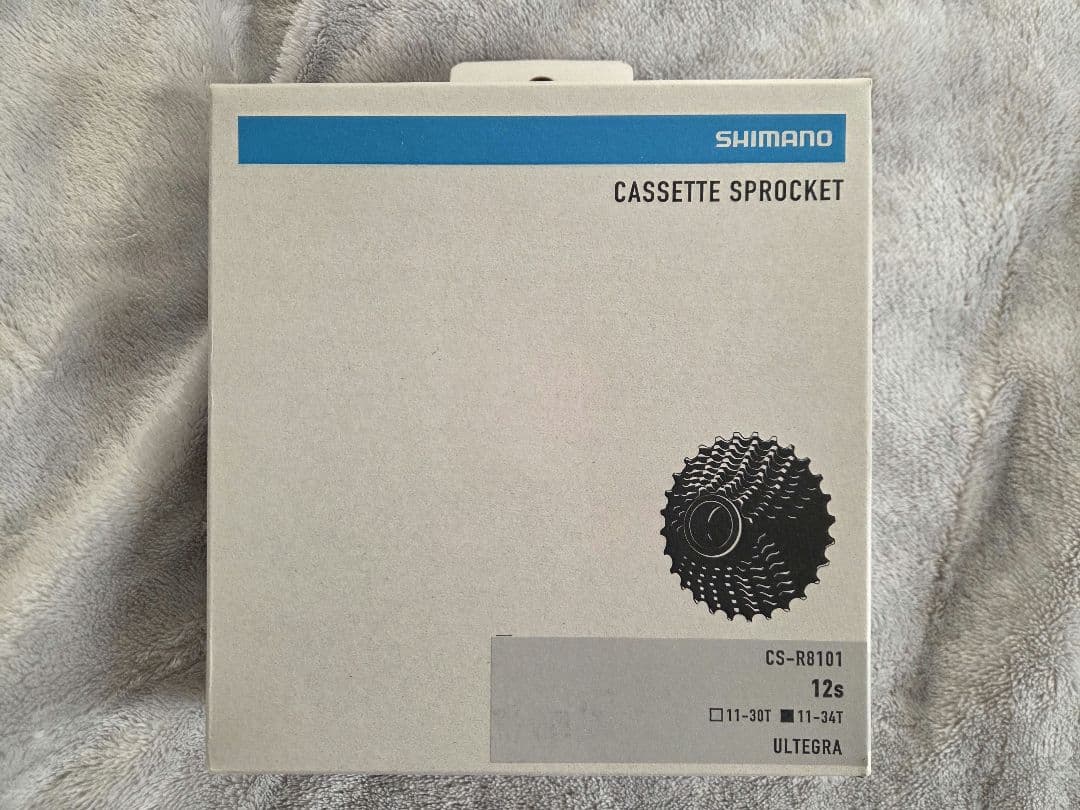 SHIMANO
CASSETTE SPROCKET
CS-R8101
12s
□11-30T ■11-34T
ULTEGRA